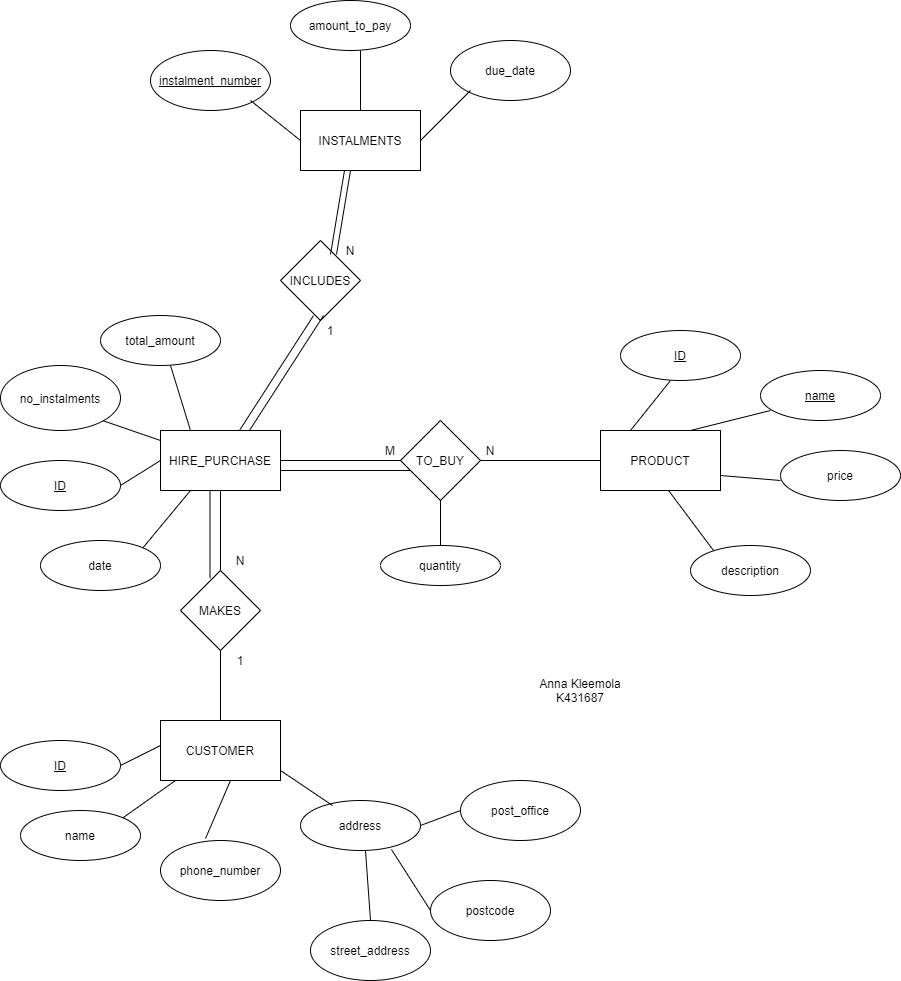 amount_to_pay
instalment_number
due_date
INSTALMENTS
N
INCLUDES
1
total_amount
no_instalments
ID
name
HIRE_PURCHASE
M
TO_BUY
N
PRODUCT
price
ID
date
quantity
description
N
MAKES
1
Anna Kleemola
K431687
CUSTOMER
ID
name
phone_number
address
post_office
postcode
street_address